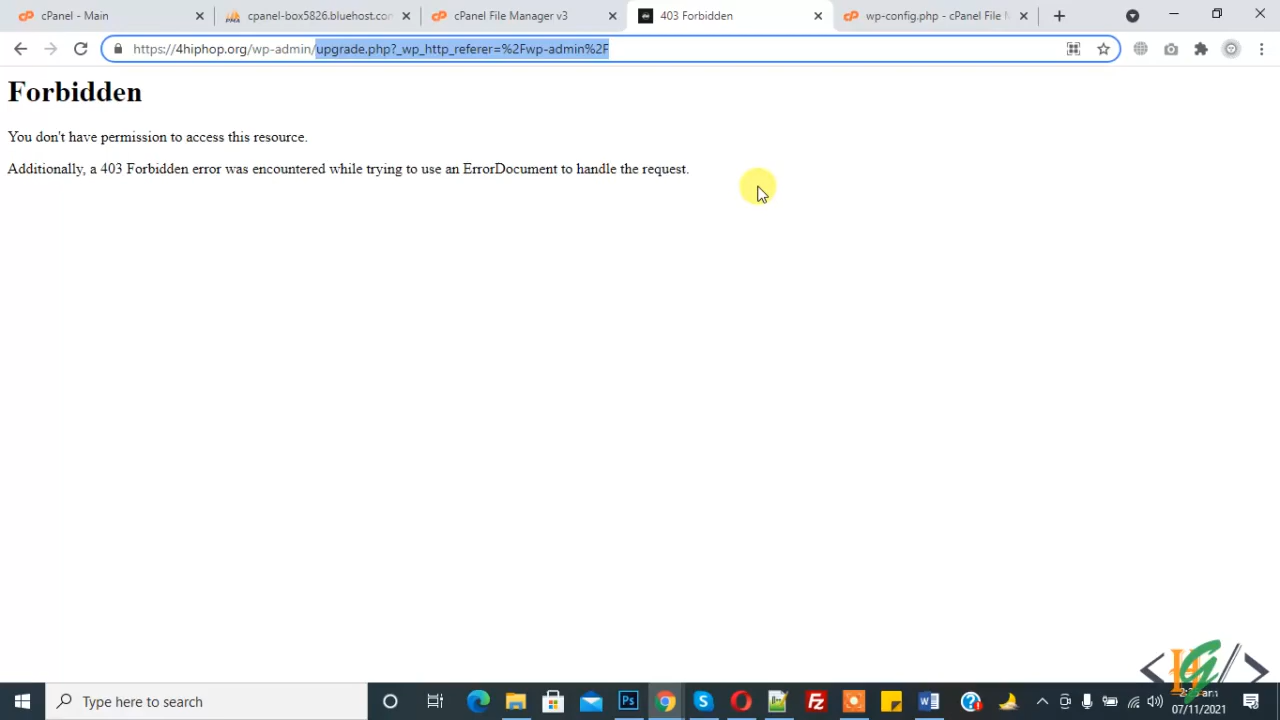 cPanel - Main
cpanel-box5826.bluehost.con
cPanel File Manager v3
403 Forbidden
wp-config.php - cPanel File M
https://4hiphop.org/wp-admin/upgrade.php?_wp_http_referer=%2Fwp-admin%2F
Forbidden
You don't have permission to access this resource.
Additionally, a 403 Forbidden error was encountered while trying to use an ErrorDocument to handle the request.
Type here to search
07/11/2021